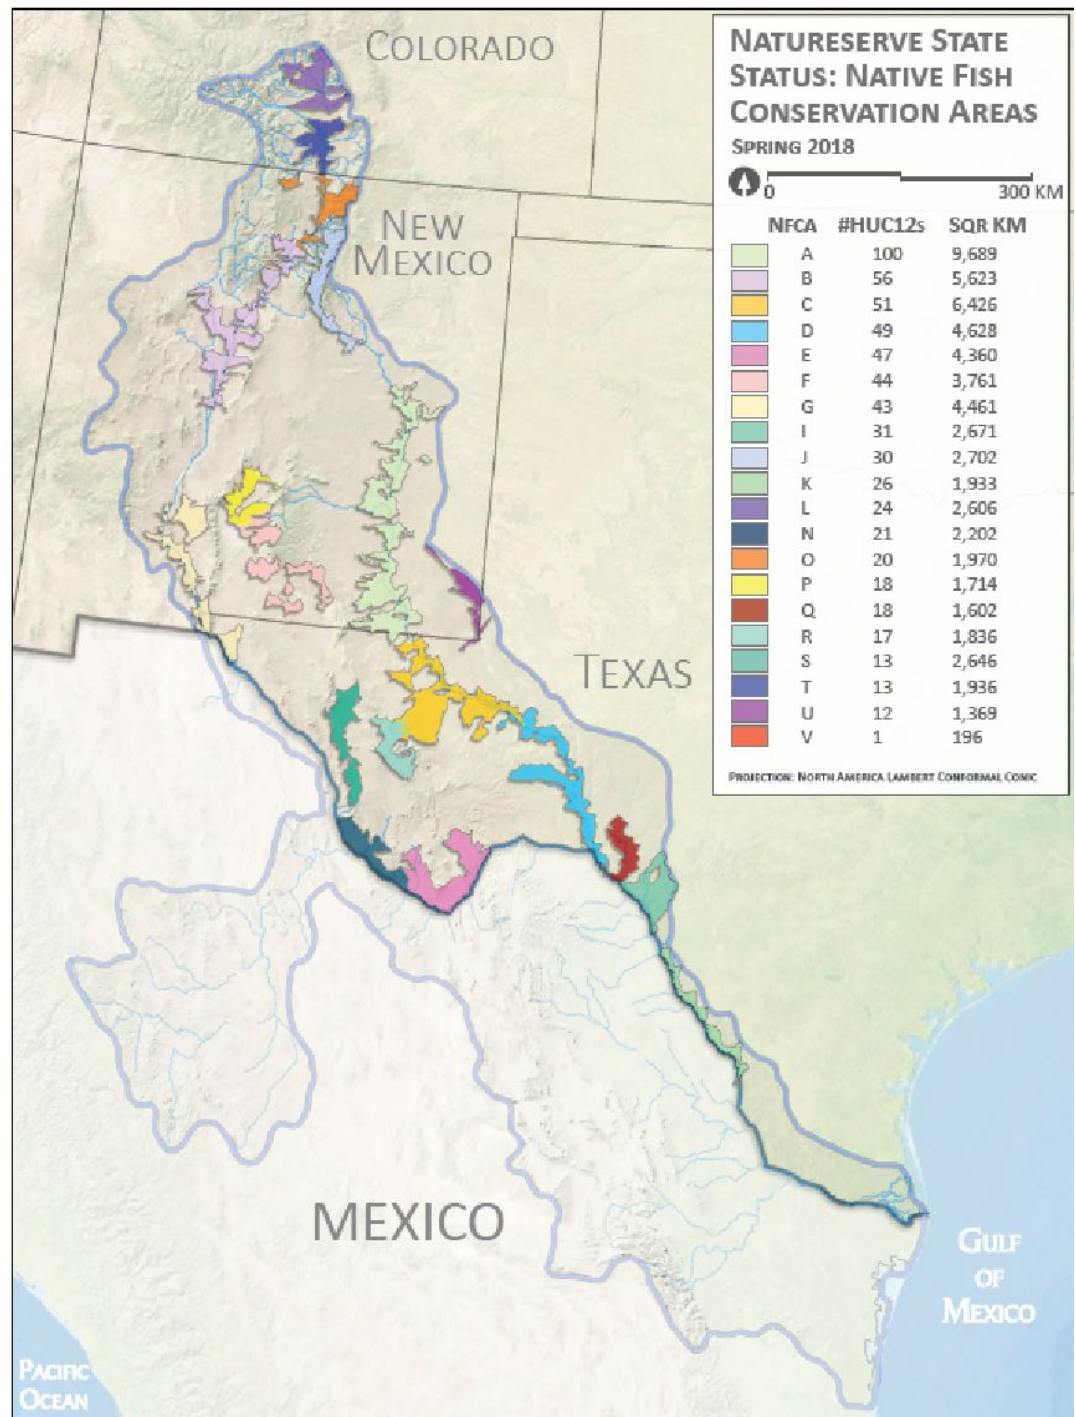 COLORADO
NEW
MEXICO
TEXAS
MEXICO
GULF
OF
MEXICO
PACIFIC
OCEAN
NATURESERVE STATE
STATUS: NATIVE FISH
CONSERVATION AREAS
SPRING 2018
0 300 KM
NFCA #HUC12s SQR KM
A 100 9,689
B 56 5,623
C 51 6,426
D 49 4,628
E 47 4,360
F 44 3,761
G 43 4,461
I 31 2,671
J 30 2,702
K 26 1,933
L 24 2,606
N 21 2,202
O 20 1,970
P 18 1,714
Q 18 1,602
R 17 1,836
S 13 2,646
T 13 1,936
U 12 1,369
V 1 196
PROJECTION: NORTH AMERICA LAMBERT CONFORMAL CONIC